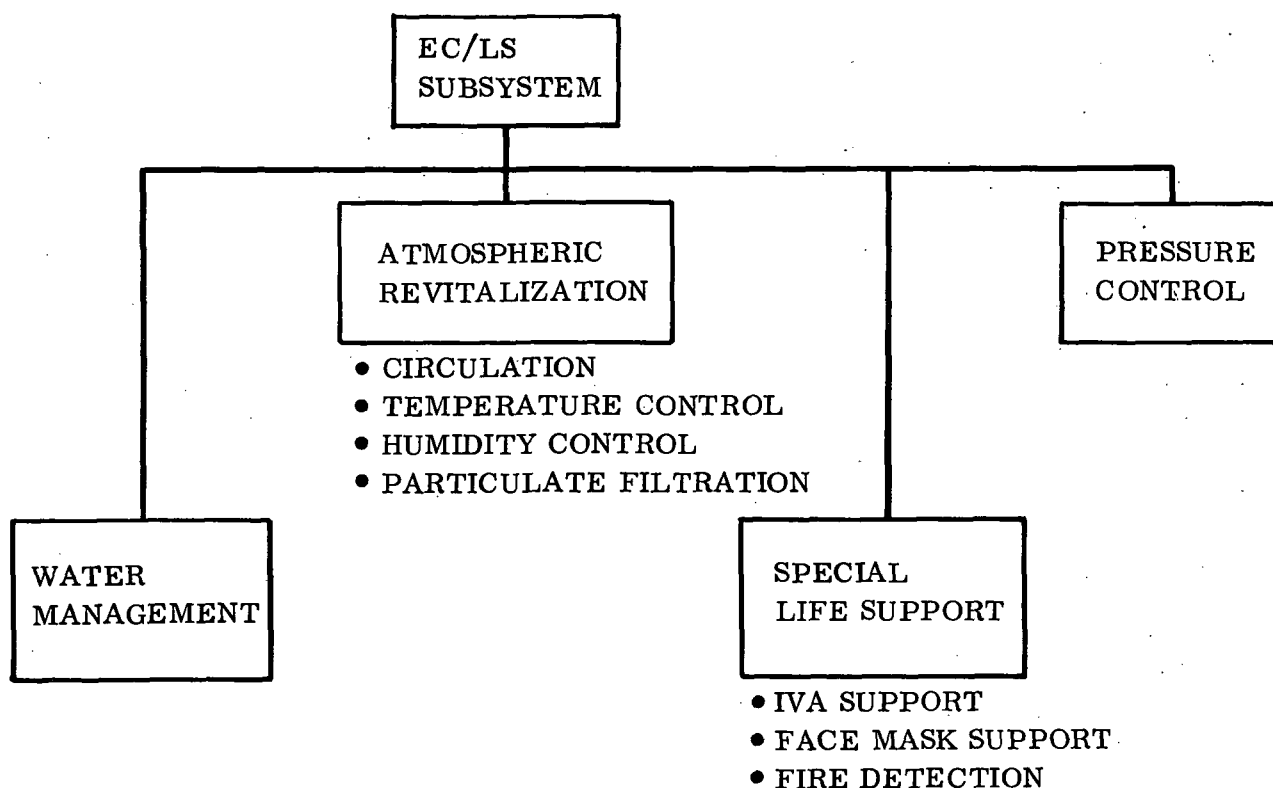 EC/LS
SUBSYSTEM
ATMOSPHERIC
REVITALIZATION
• CIRCULATION
• TEMPERATURE CONTROL
• HUMIDITY CONTROL
• PARTICULATE FILTRATION
PRESSURE
CONTROL
WATER
MANAGEMENT
SPECIAL
LIFE SUPPORT
• IVA SUPPORT
• FACE MASK SUPPORT
• FIRE DETECTION